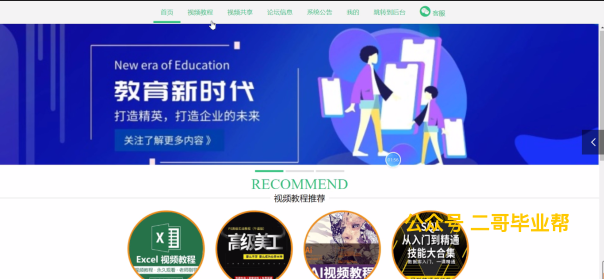 首页 视频教程 视频共享 论坛信息 系统公告 我的 跳转到后台 客服
New era of Education
教育新时代
打造精英，打造企业的未来
关注了解更多内容 》
RECOMMEND
视频教程推荐
公众号 二哥毕业帮
Excel 视频教程
高级美工
AI视频教程
从入门到精通
技能大合集